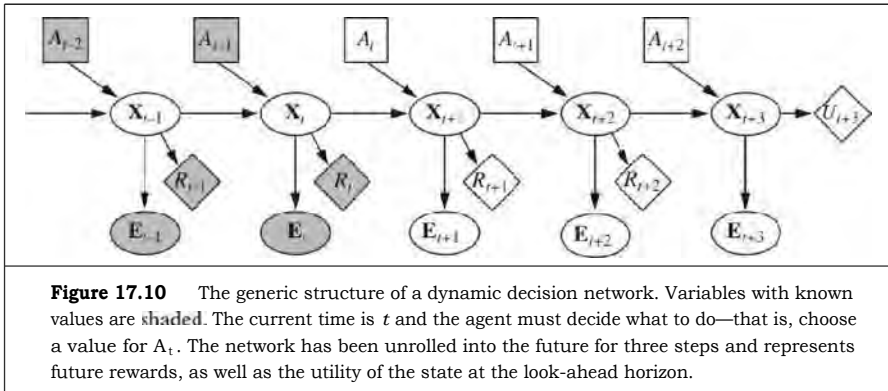 A_{t-2} A_{t-1} A_t A_{t+1} A_{t+2}
X_{t-1} X_t X_{t+1} X_{t+2} X_{t+3} U_{t+3}
R_{t-1} R_t R_{t+1} R_{t+2}
E_{t-1} E_t E_{t+1} E_{t+2} E_{t+3}
Figure 17.10 The generic structure of a dynamic decision network. Variables with known
values are shaded. The current time is t and the agent must decide what to do—that is, choose
a value for A_t. The network has been unrolled into the future for three steps and represents
future rewards, as well as the utility of the state at the look-ahead horizon.